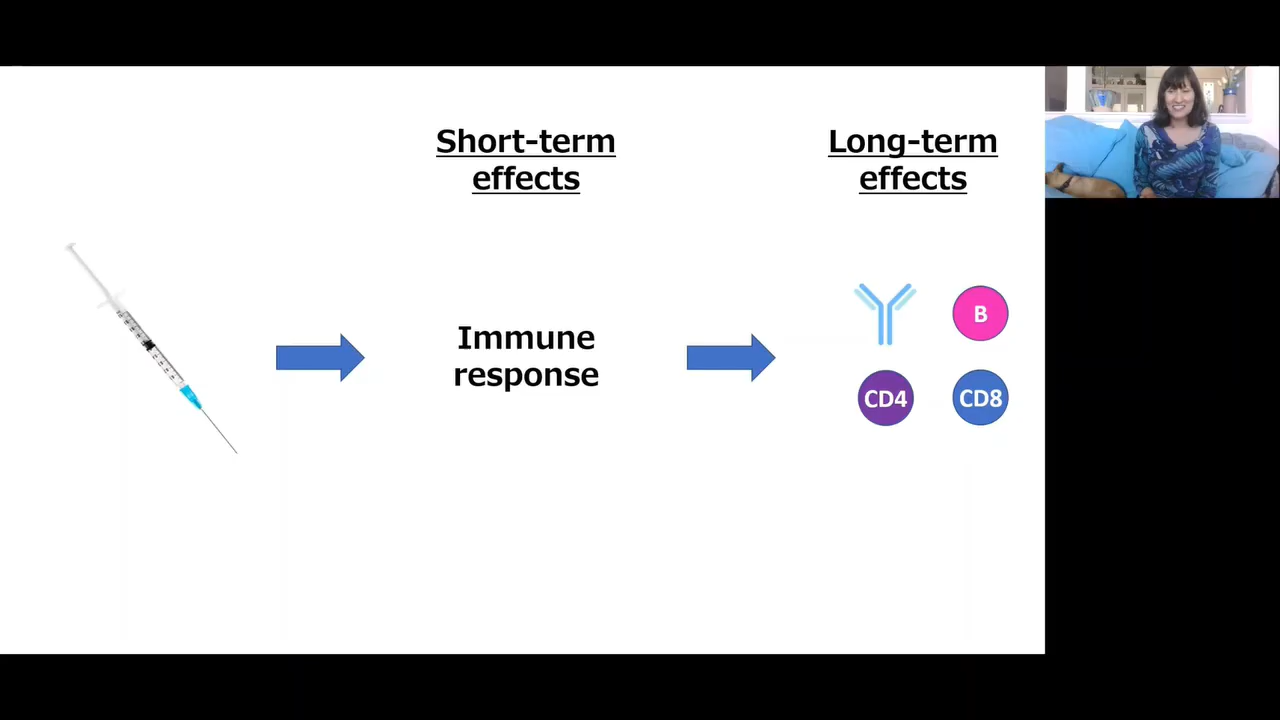 Short-term
effects
Long-term
effects
Immune
response
B
CD4
CD8